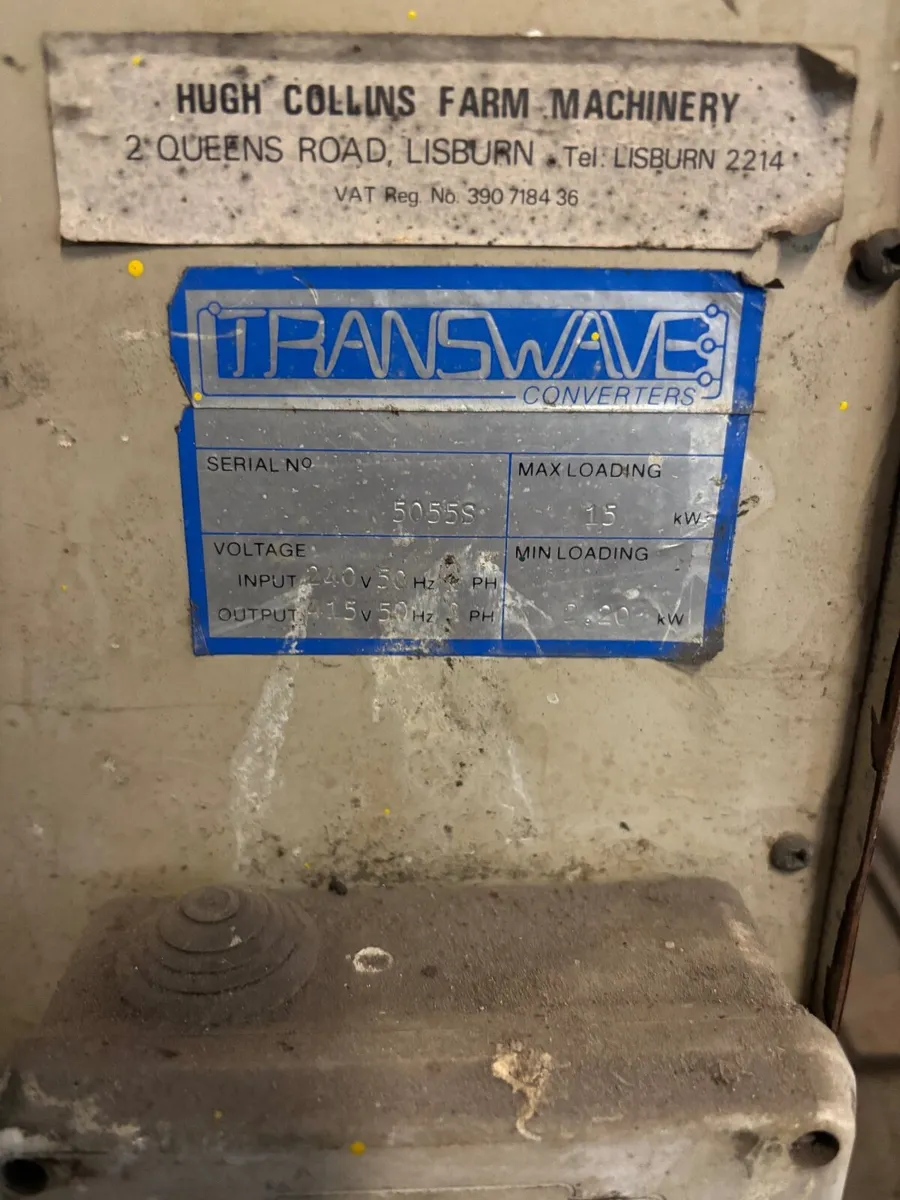 HUGH COLLINS FARM MACHINERY
2 QUEENS ROAD, LISBURN . Tel: LISBURN 2214
VAT Reg. No. 390 7184 36
TRANSWAVE
CONVERTERS
SERIAL Nº 5055S
MAX LOADING 15 kW
VOLTAGE
INPUT 240 V 50 Hz PH
OUTPUT 415 V 50 Hz PH
MIN LOADING
2.20 kW